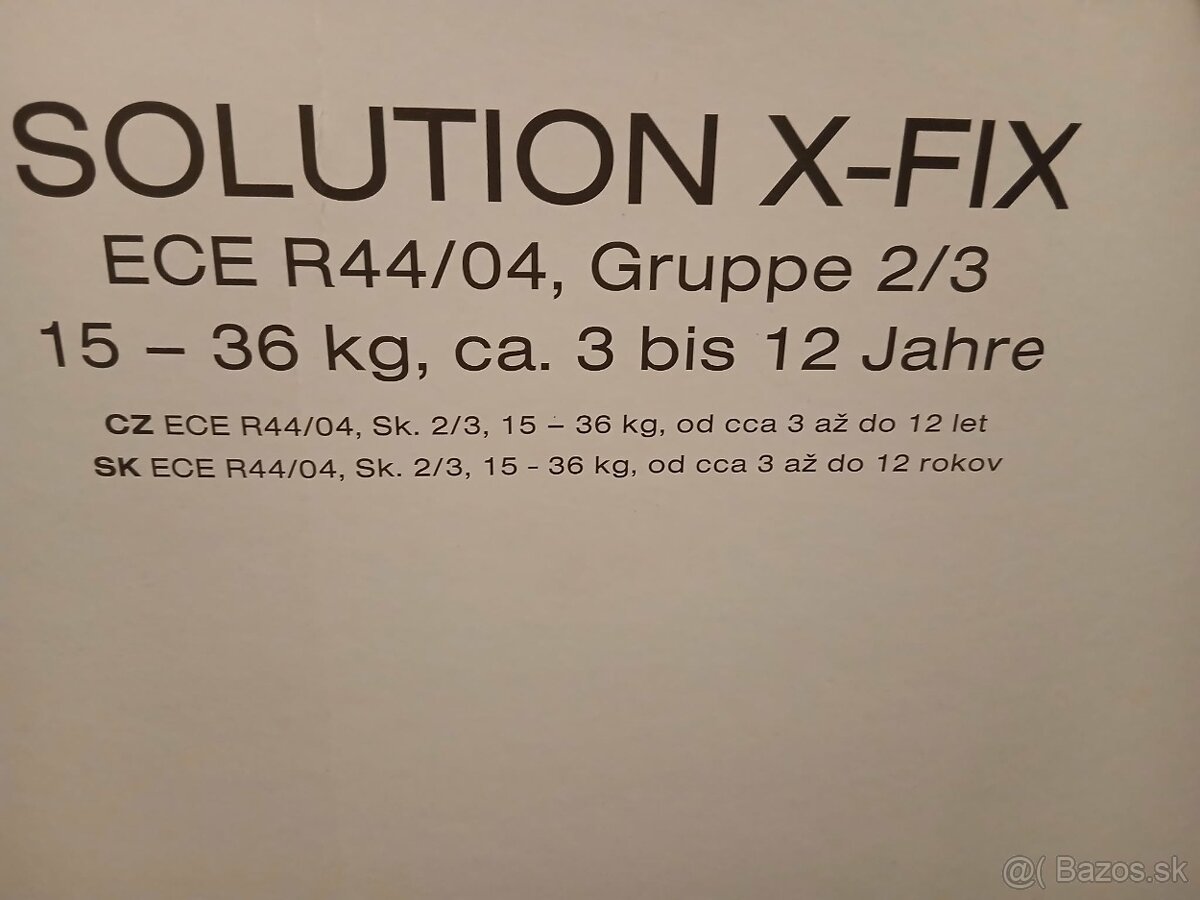 SOLUTION X-FIX
ECE R44/04, Gruppe 2/3
15 – 36 kg, ca. 3 bis 12 Jahre
CZ ECE R44/04, Sk. 2/3, 15 – 36 kg, od cca 3 až do 12 let
SK ECE R44/04, Sk. 2/3, 15 - 36 kg, od cca 3 až do 12 rokov
@( Bazos.sk